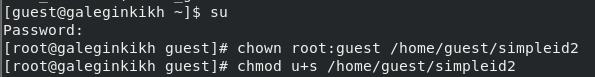 [guest@galeginkikh ~]$ su
Password:
[root@galeginkikh guest]# chown root:guest /home/guest/simpleid2
[root@galeginkikh guest]# chmod u+s /home/guest/simpleid2